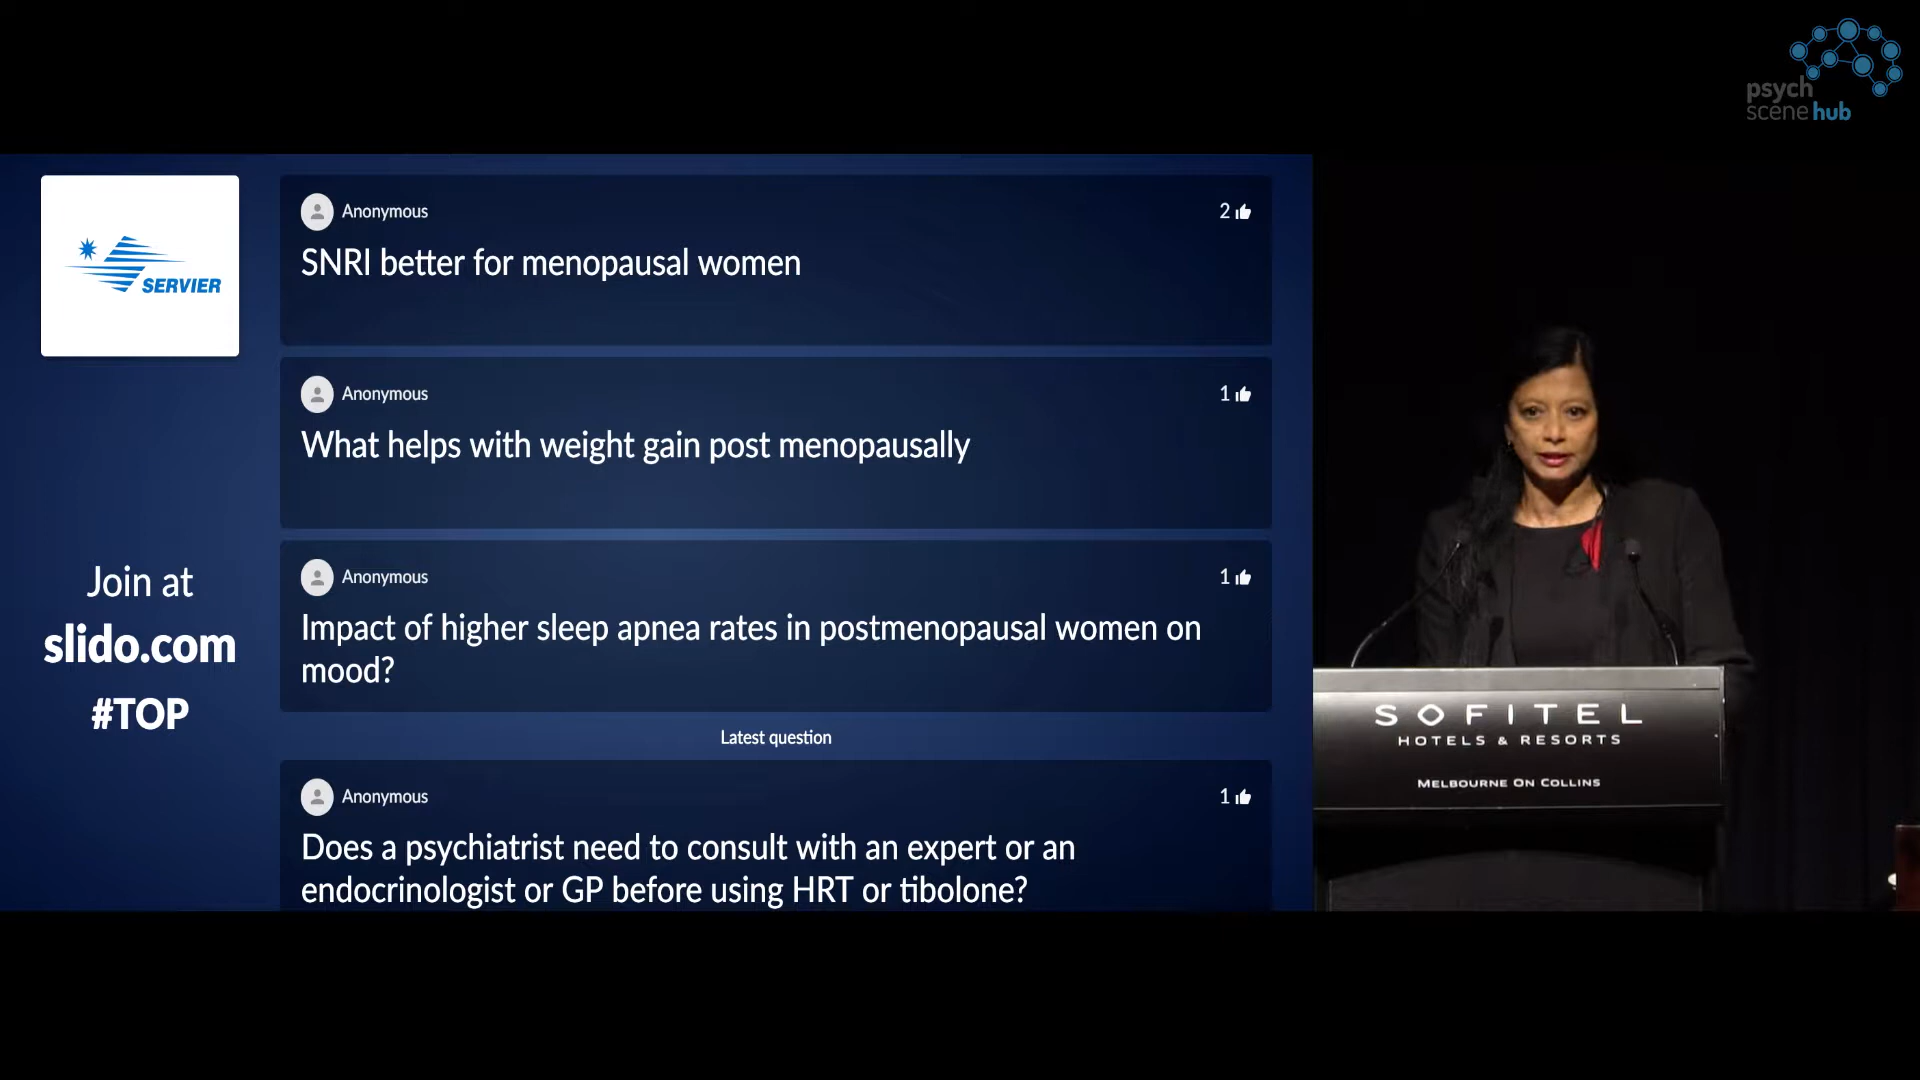 psych
scene hub
SERVIER
Join at
slido.com
#TOP
Anonymous
2
SNRI better for menopausal women
Anonymous
1
What helps with weight gain post menopausally
Anonymous
1
Impact of higher sleep apnea rates in postmenopausal women on
mood?
Latest question
Anonymous
1
Does a psychiatrist need to consult with an expert or an
endocrinologist or GP before using HRT or tibolone?
SOFITEL
HOTELS & RESORTS
MELBOURNE ON COLLINS